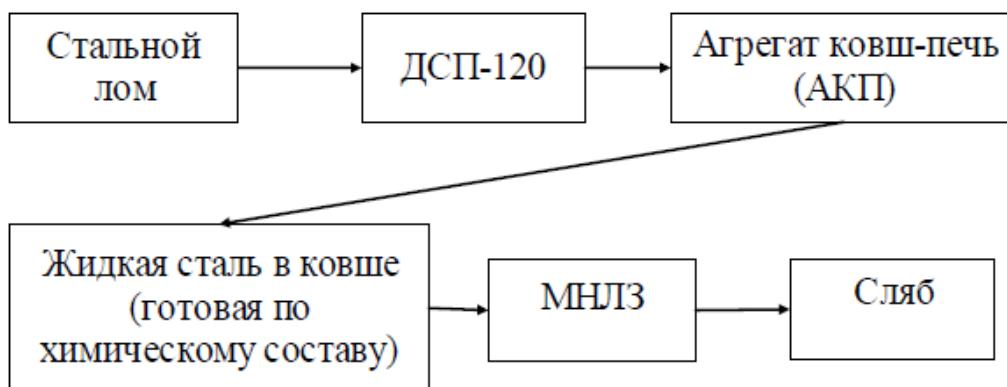 Стальной
лом
ДСП-120
Агрегат ковш-печь
(АКП)
Жидкая сталь в ковше
(готовая по
химическому составу)
МНЛЗ
Сляб